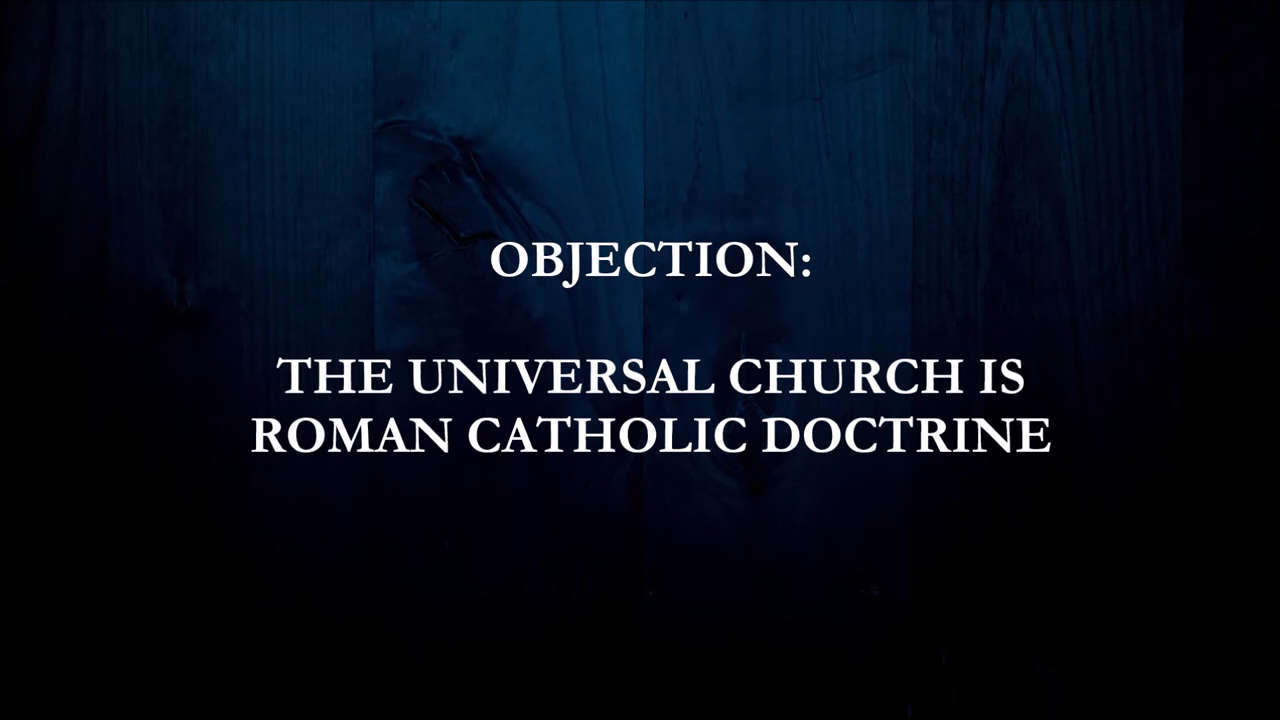 OBJECTION:
THE UNIVERSAL CHURCH IS
ROMAN CATHOLIC DOCTRINE